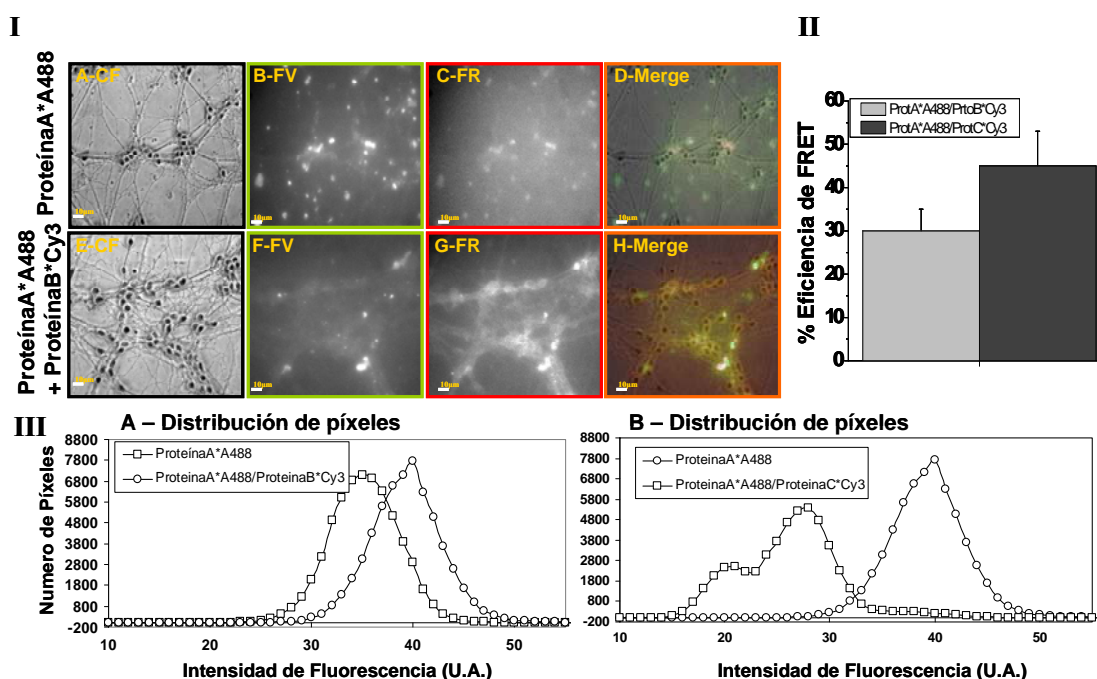 I
II
ProteínaA*A488
A-CF
B-FV
C-FR
D-Merge
10µm
10µm
10µm
10µm
ProteínaA*A488
+ ProteínaB*Cy3
E-CF
F-FV
G-FR
H-Merge
10µm
10µm
10µm
10µm
% Eficiencia de FRET
60
50
40
30
20
10
0
ProtA*A488/PrtoB*Cy3
ProtA*A488/ProtC*Cy3
III
A – Distribución de píxeles
Numero de Píxeles
8800
7800
6800
5800
4800
3800
2800
1800
800
-200
ProteínaA*A488
ProteinaA*A488/ProteinaB*Cy3
10 20 30 40 50
Intensidad de Fluorescencia (U.A.)
B – Distribución de píxeles
8800
7800
6800
5800
4800
3800
2800
1800
800
-200
ProteinaA*A488
ProteinaA*A488/ProteinaC*Cy3
10 20 30 40 50
Intensidad de Fluorescencia (U.A.)